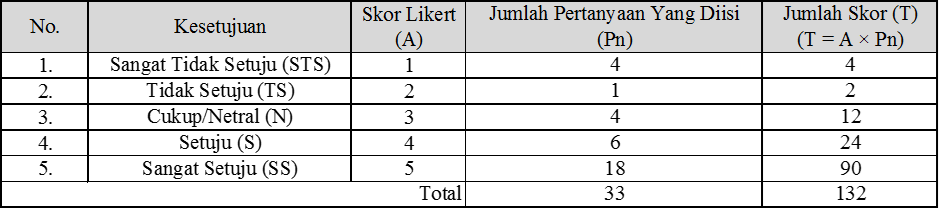 No. Kesetujuan Skor Likert (A) Jumlah Pertanyaan Yang Diisi (Pn) Jumlah Skor (T) (T = A × Pn)
1. Sangat Tidak Setuju (STS) 1 4 4
2. Tidak Setuju (TS) 2 1 2
3. Cukup/Netral (N) 3 4 12
4. Setuju (S) 4 6 24
5. Sangat Setuju (SS) 5 18 90
Total 33 132